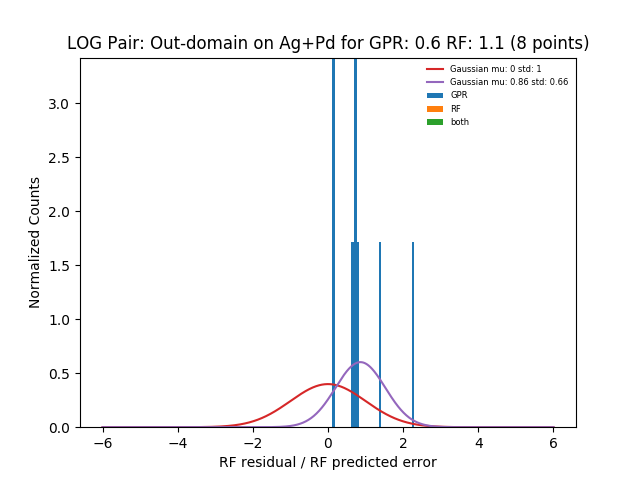 LOG Pair: Out-domain on Ag+Pd for GPR: 0.6 RF: 1.1 (8 points)
Gaussian mu: 0 std: 1
Gaussian mu: 0.86 std: 0.66
GPR
RF
both
Normalized Counts
3.0
2.5
2.0
1.5
1.0
0.5
0.0
−6 −4 −2 0 2 4 6
RF residual / RF predicted error